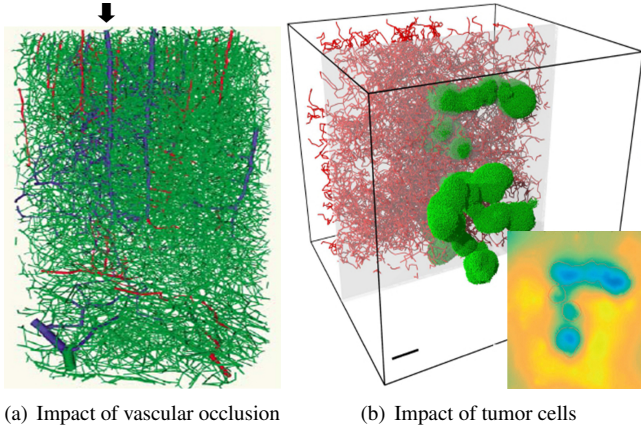 (a) Impact of vascular occlusion
(b) Impact of tumor cells